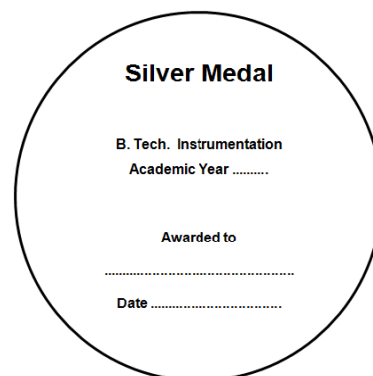 Silver Medal
B. Tech. Instrumentation
Academic Year ..........
Awarded to
.....................................................
Date ....................................